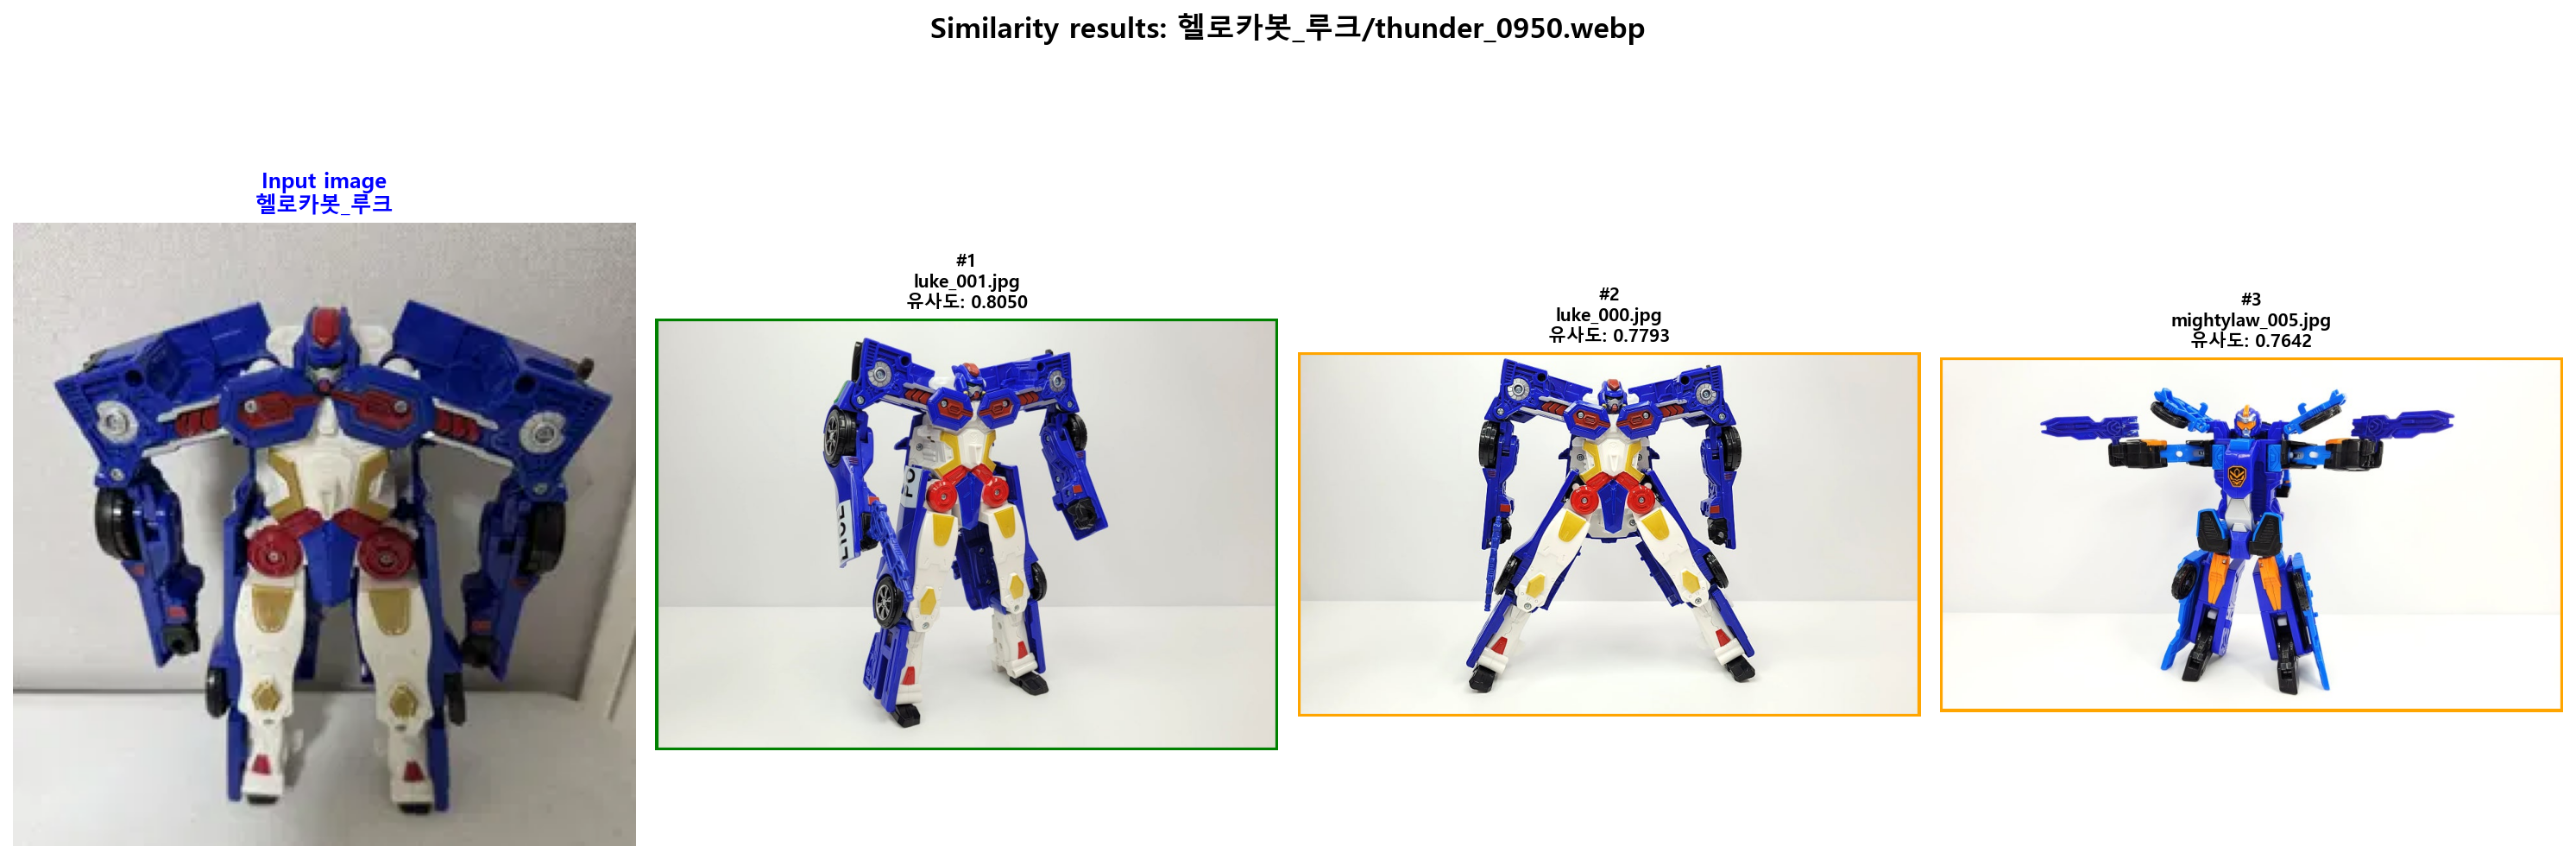 Similarity results: 헬로카봇_루크/thunder_0950.webp
Input image
헬로카봇_루크
#1
luke_001.jpg
유사도: 0.8050
#2
luke_000.jpg
유사도: 0.7793
#3
mightylaw_005.jpg
유사도: 0.7642